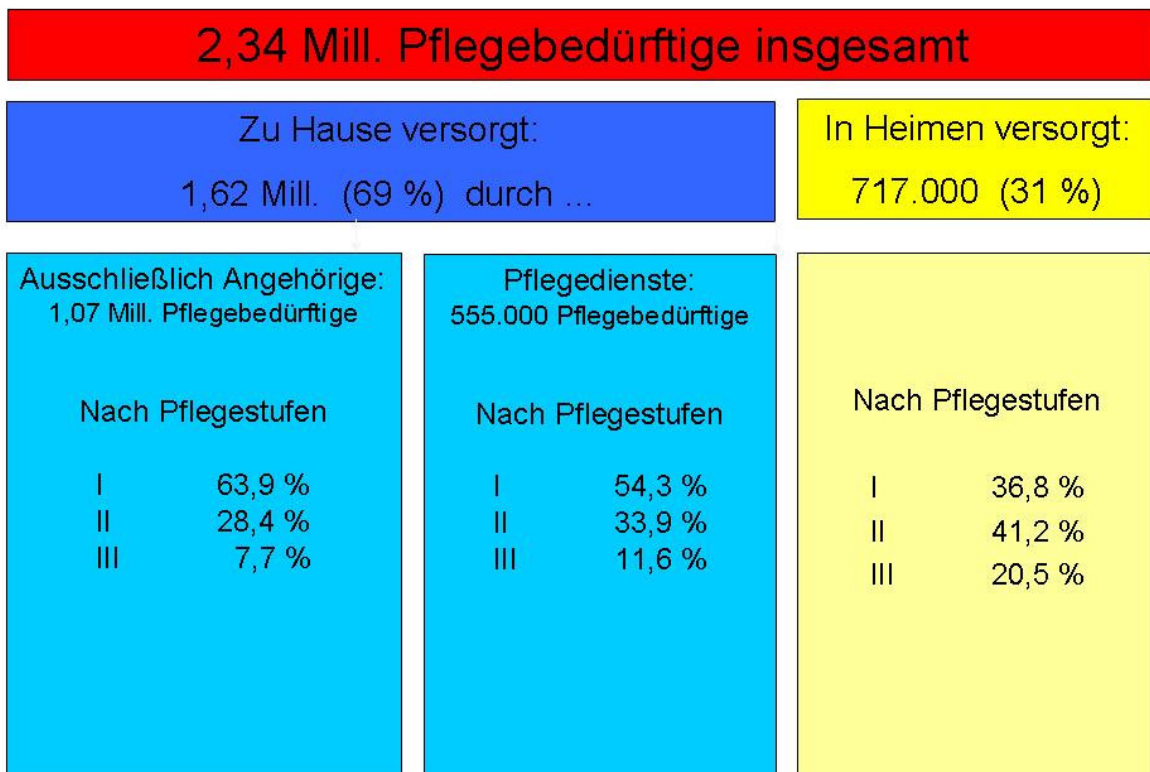 2,34 Mill. Pflegebedürftige insgesamt
Zu Hause versorgt:
1,62 Mill. (69 %) durch ...
In Heimen versorgt:
717.000 (31 %)
Ausschließlich Angehörige:
1,07 Mill. Pflegebedürftige
Nach Pflegestufen
I 63,9 %
II 28,4 %
III 7,7 %
Pflegedienste:
555.000 Pflegebedürftige
Nach Pflegestufen
I 54,3 %
II 33,9 %
III 11,6 %
Nach Pflegestufen
I 36,8 %
II 41,2 %
III 20,5 %